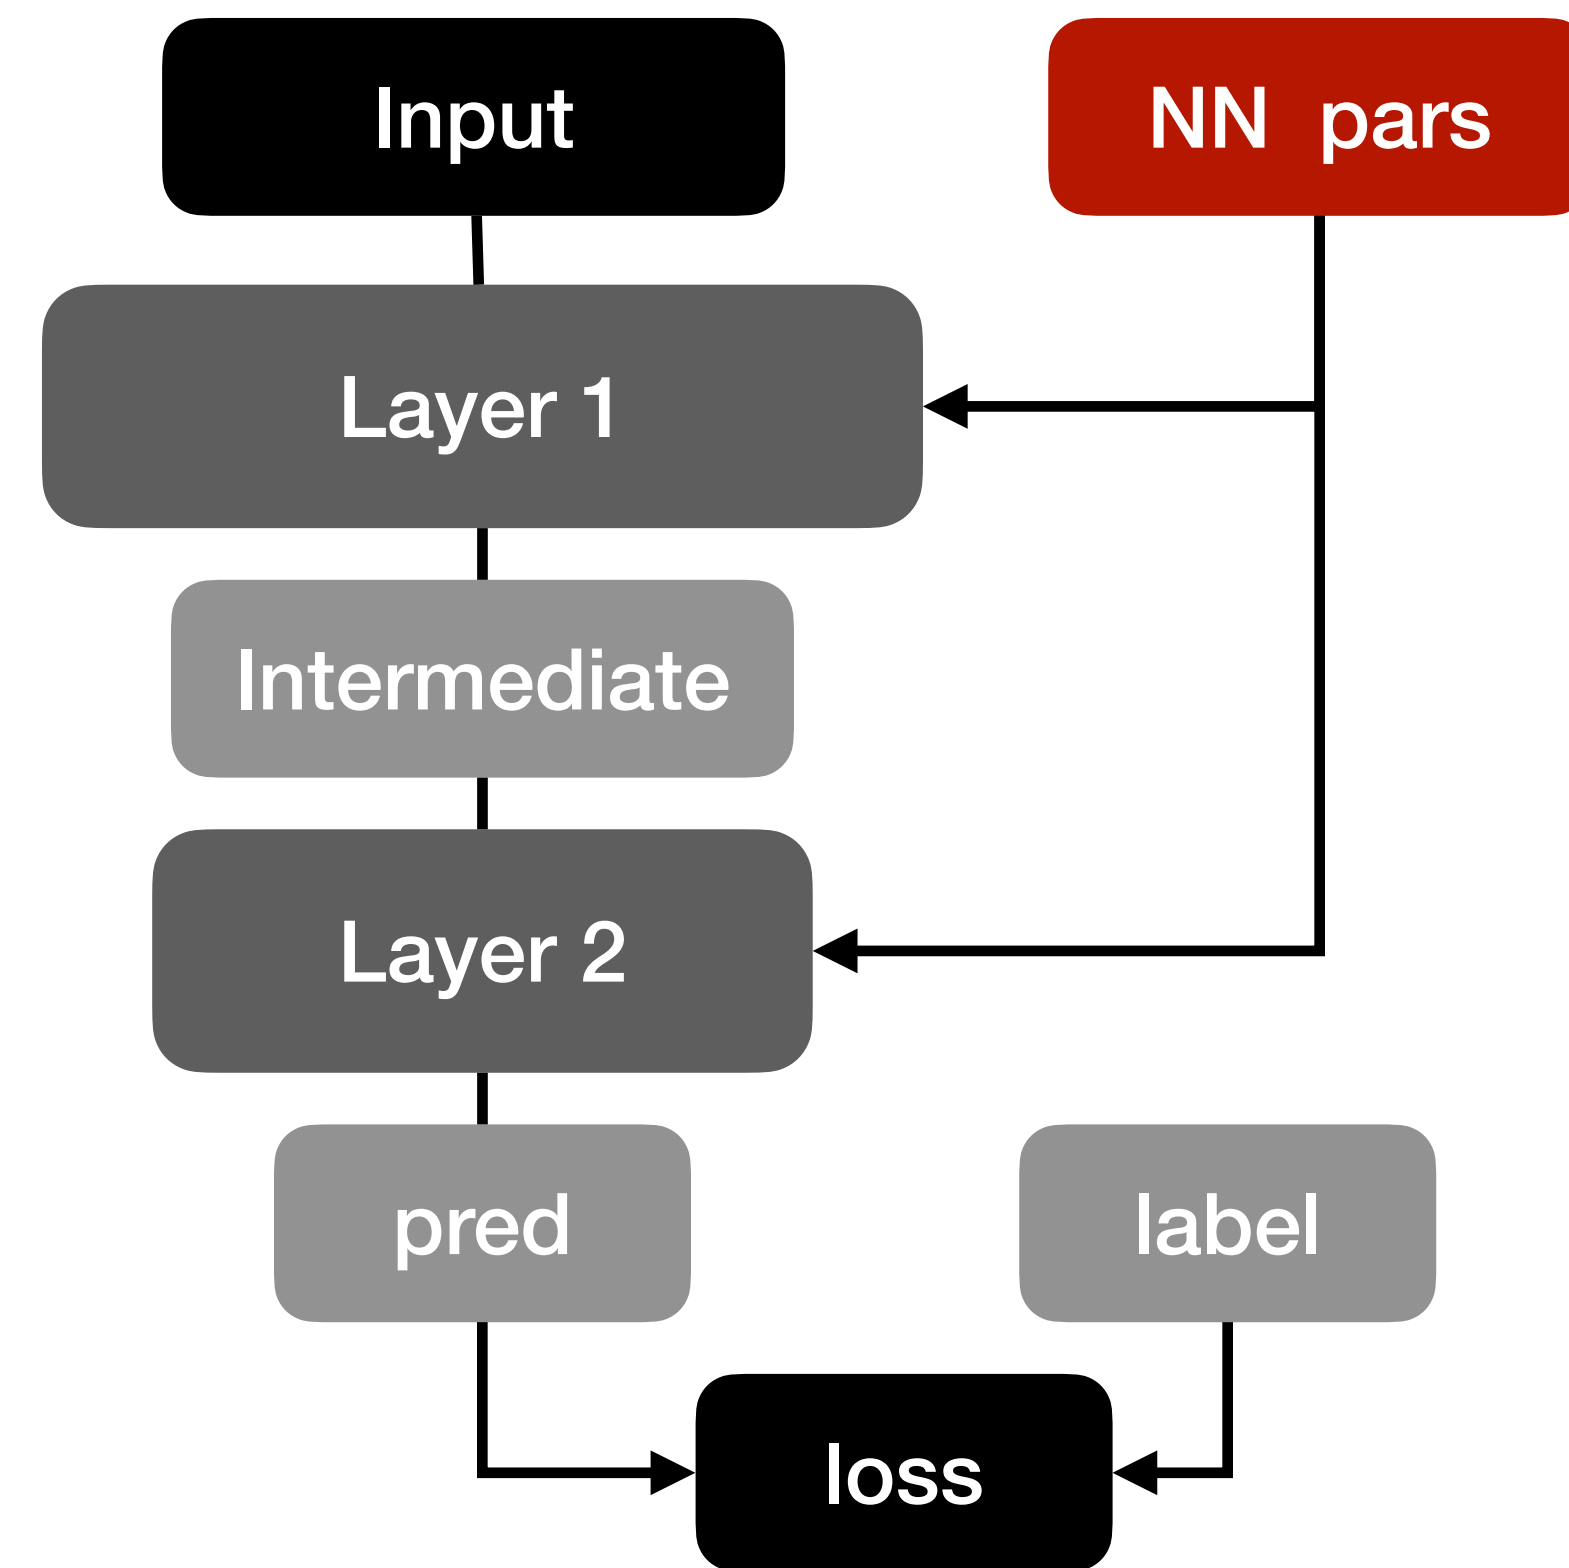 Input
NN pars
Layer 1
Intermediate
Layer 2
pred
label
loss